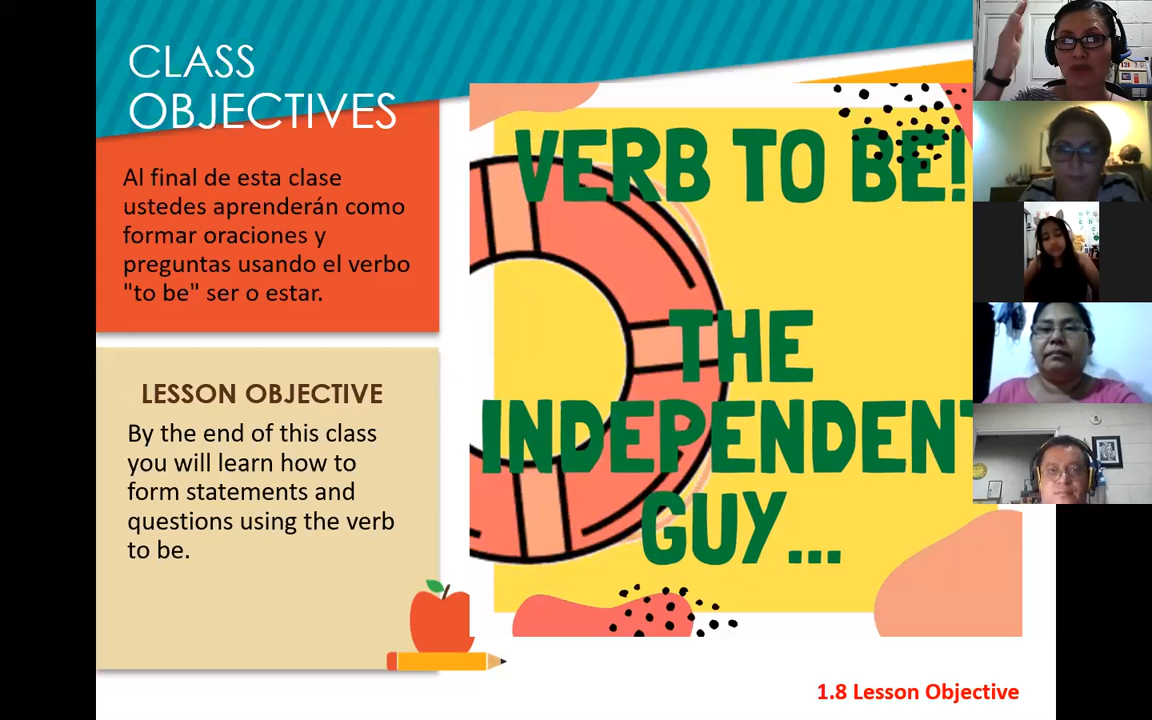 CLASS
OBJECTIVES
Al final de esta clase
ustedes aprenderán como
formar oraciones y
preguntas usando el verbo
"to be" ser o estar.
LESSON OBJECTIVE
By the end of this class
you will learn how to
form statements and
questions using the verb
to be.
VERB TO BE!
THE
INDEPENDENT
GUY...
1.8 Lesson Objective